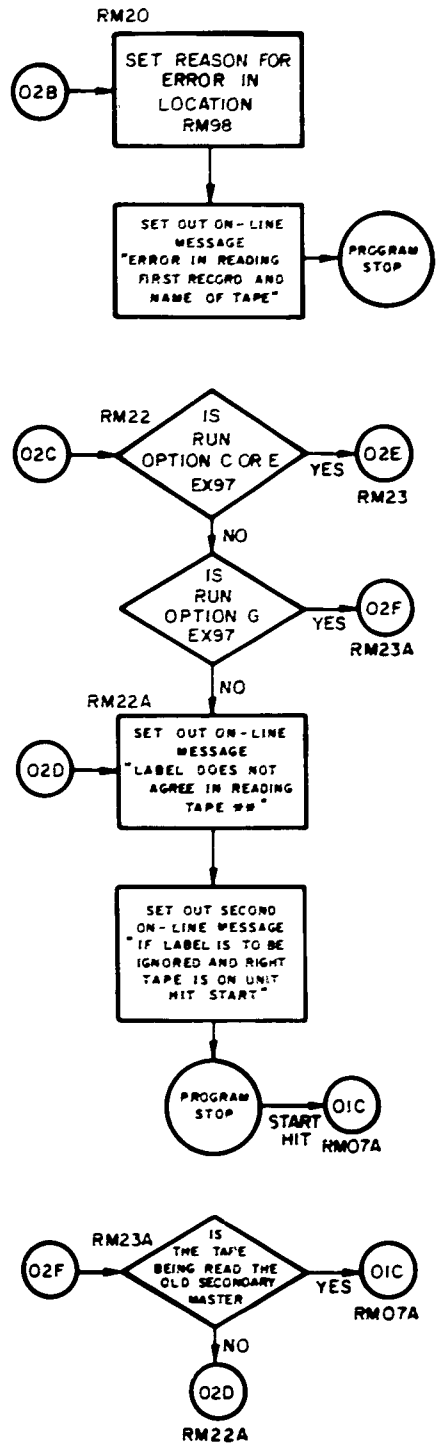 RM20
SET REASON FOR
ERROR IN
LOCATION
RM98
02B
SET OUT ON-LINE
MESSAGE
"ERROR IN READING
FIRST RECORD AND
NAME OF TAPE"
PROGRAM
STOP
RM22
02C
IS
RUN
OPTION C OR E
EX97
YES
02E
RM23
NO
IS
RUN
OPTION G
EX97
YES
02F
RM23A
NO
RM22A
02D
SET OUT ON-LINE
MESSAGE
"LABEL DOES NOT
AGREE IN READING
TAPE **"
SET OUT SECOND
ON-LINE MESSAGE
"IF LABEL IS TO BE
IGNORED AND RIGHT
TAPE IS ON UNIT
HIT START"
PROGRAM
STOP
START
HIT
01C
RM07A
RM23A
02F
IS
THE TAPE
BEING READ THE
OLD SECONDARY
MASTER
YES
01C
RM07A
NO
02D
RM22A